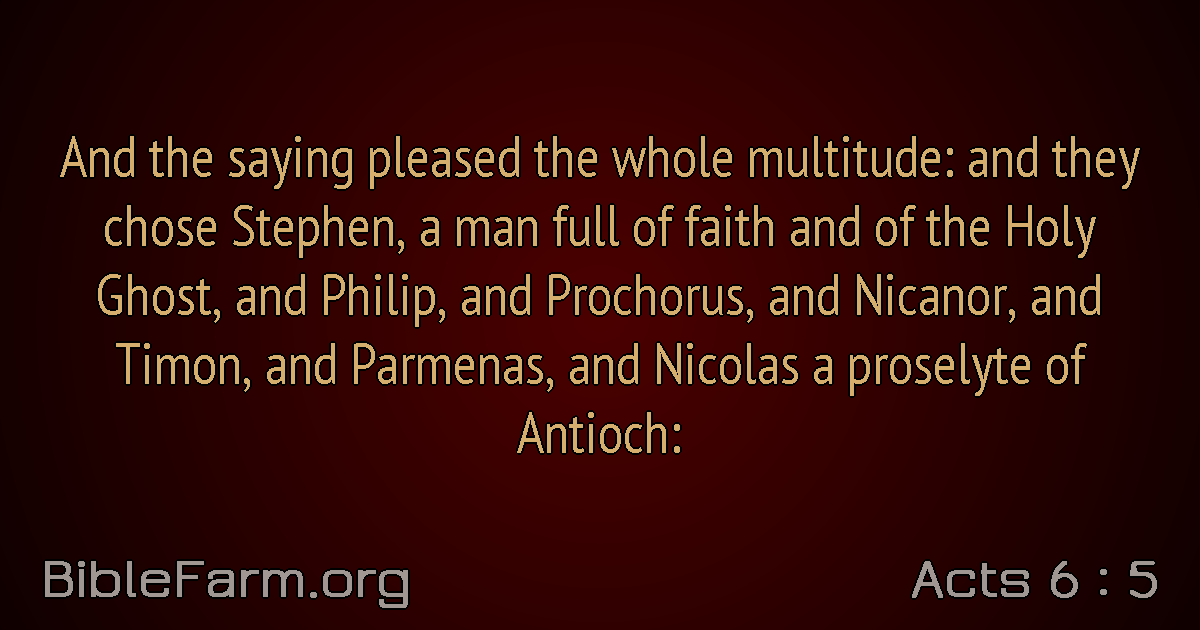 And the saying pleased the whole multitude: and they
chose Stephen, a man full of faith and of the Holy
Ghost, and Philip, and Prochorus, and Nicanor, and
Timon, and Parmenas, and Nicolas a proselyte of
Antioch:
BibleFarm.org
Acts 6 : 5